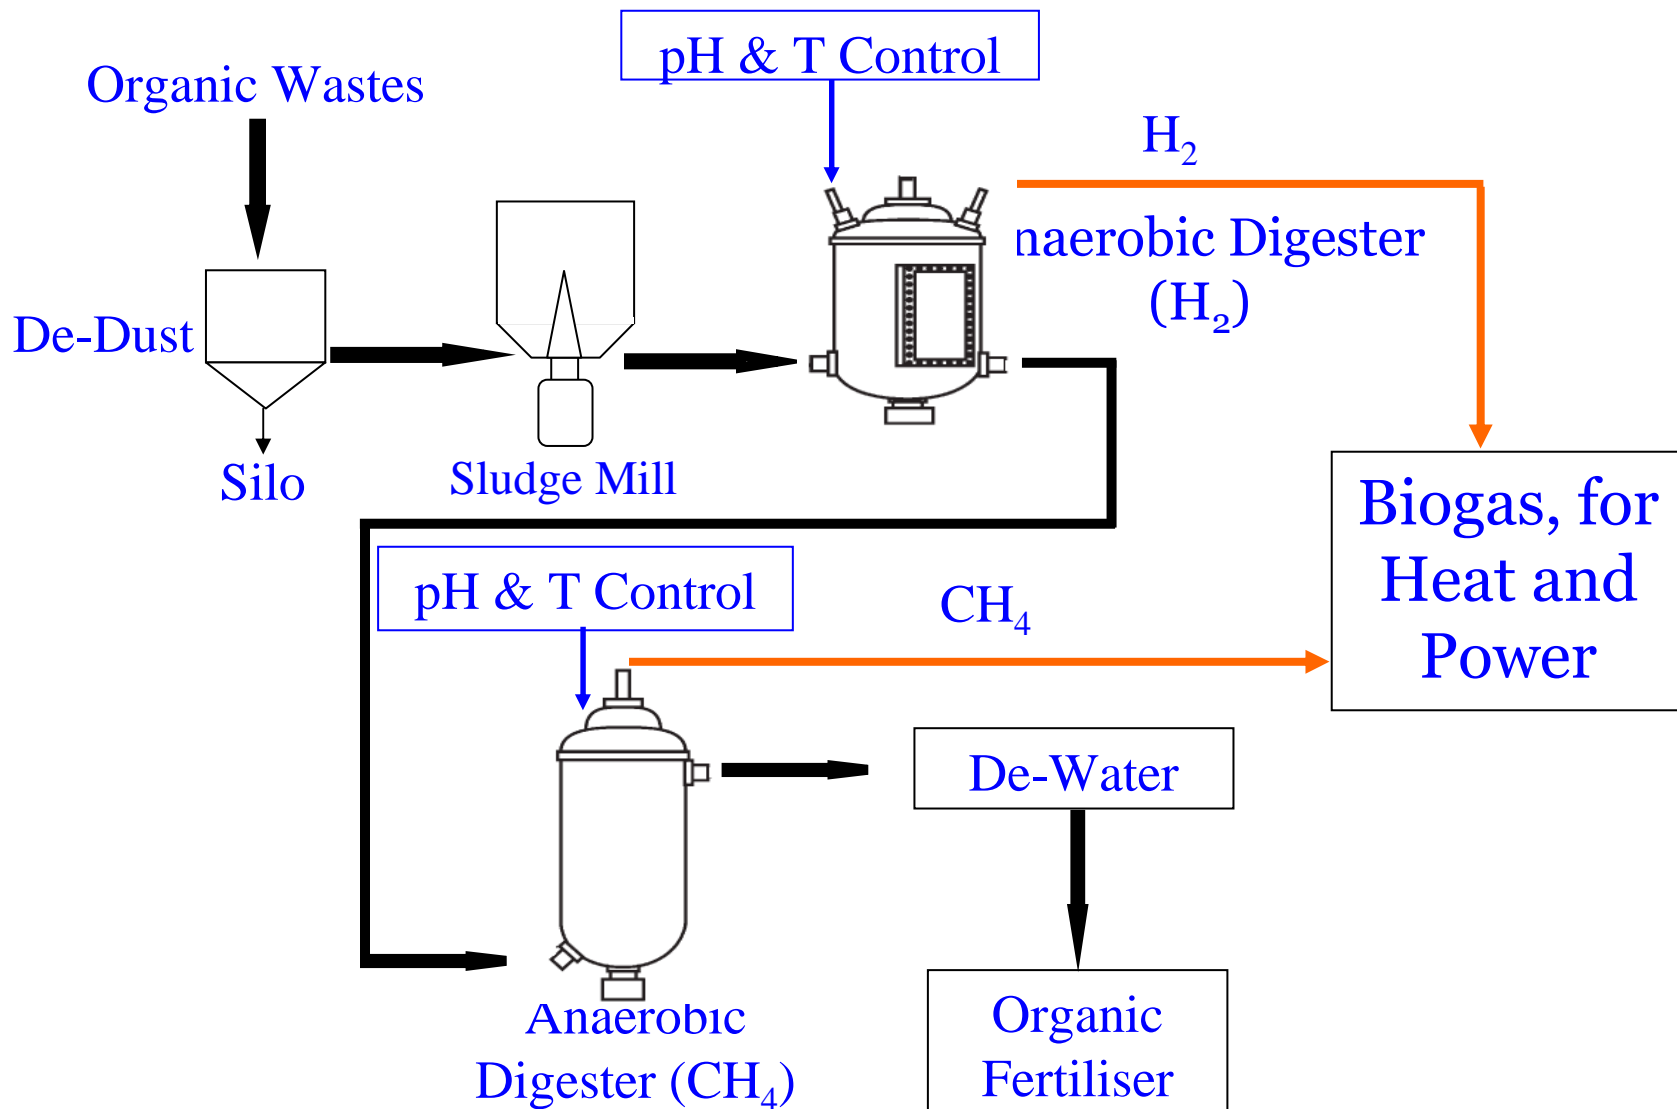 pH & T Control
Organic Wastes
H₂
naerobic Digester
(H₂)
De-Dust
Silo
Sludge Mill
Biogas, for
Heat and
Power
pH & T Control
CH₄
De-Water
Anaerobic
Digester (CH₄)
Organic
Fertiliser